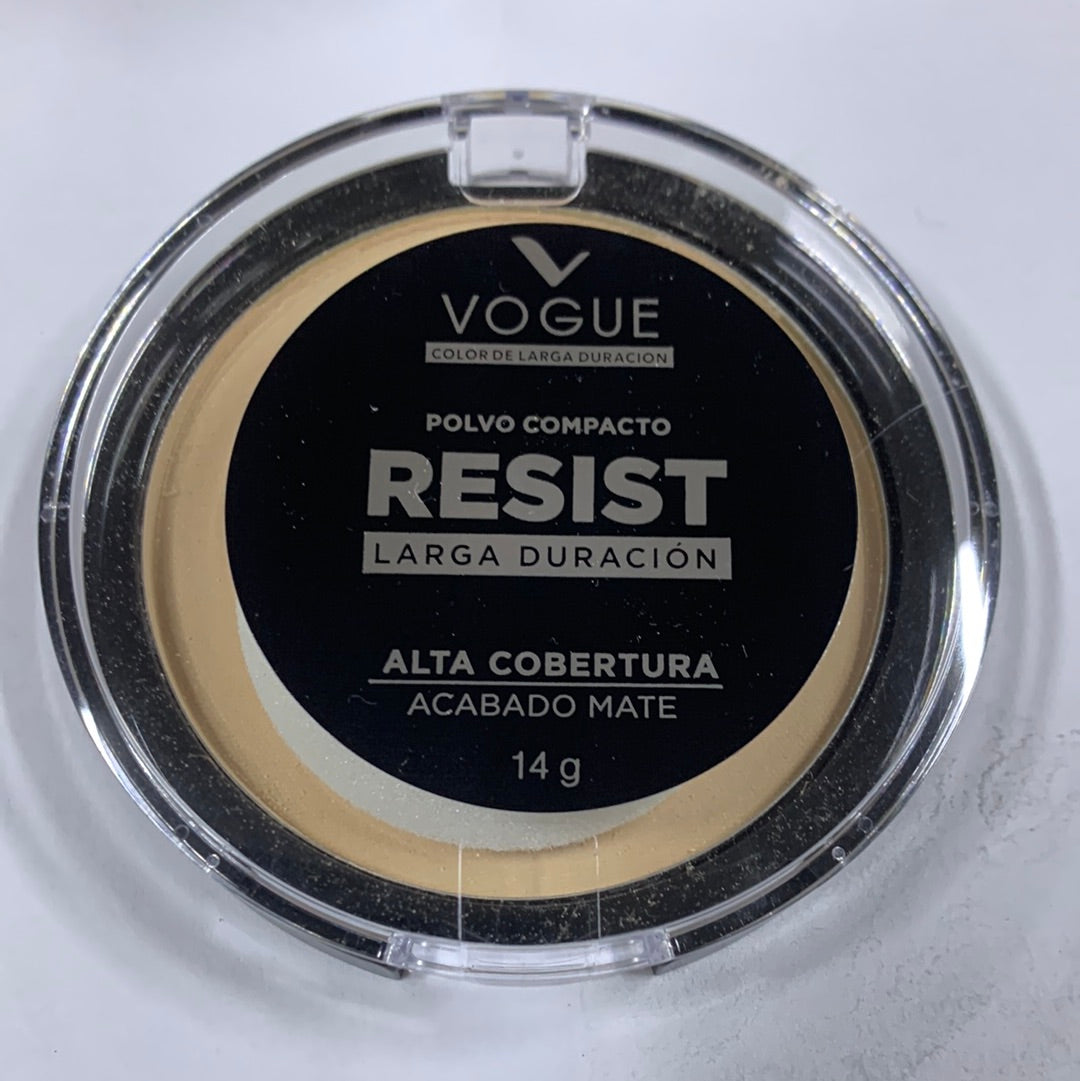 VOGUE
COLOR DE LARGA DURACION
POLVO COMPACTO
RESIST
LARGA DURACIÓN
ALTA COBERTURA
ACABADO MATE
14 g